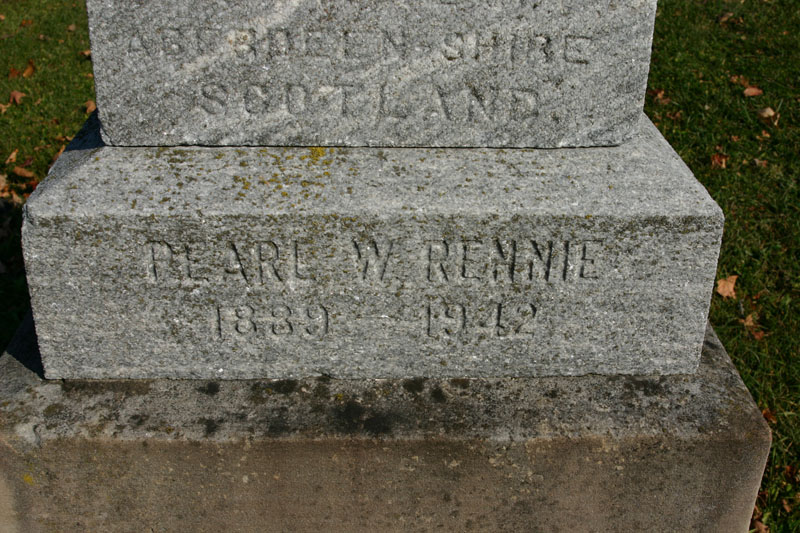 ABERDEEN-SHIRE
SCOTLAND
PEARL W. RENNIE
1889 — 1942